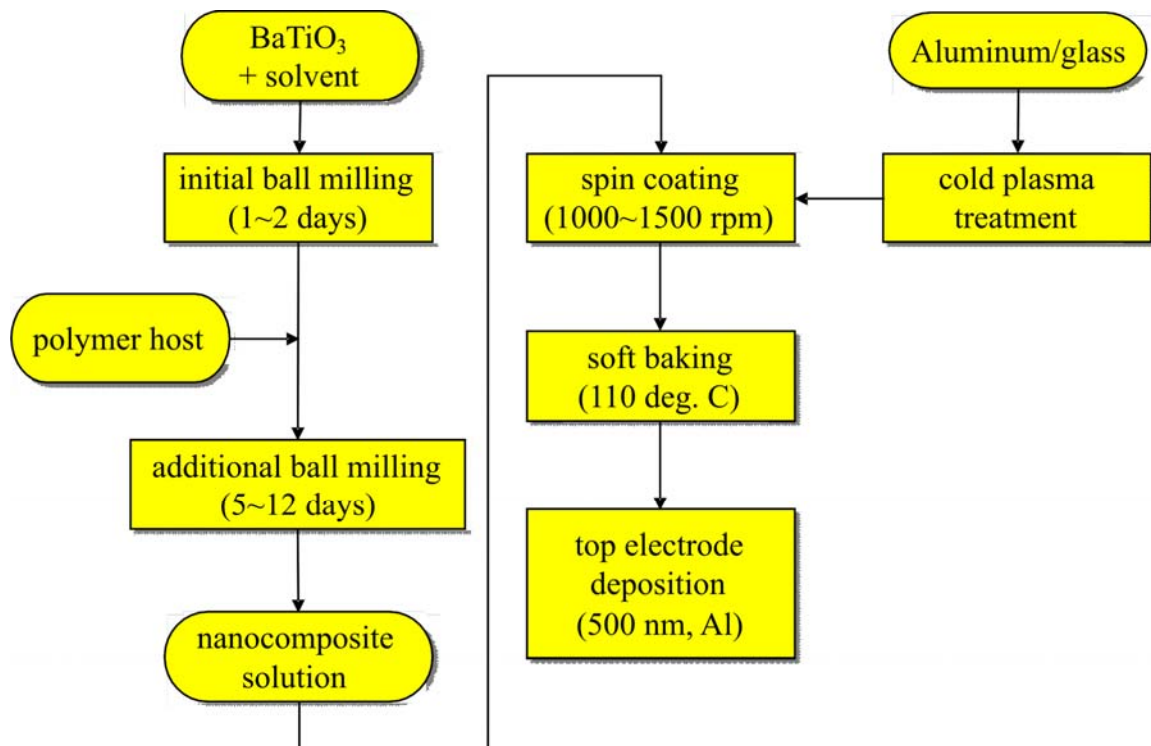 BaTiO₃
+ solvent
initial ball milling
(1~2 days)
polymer host
additional ball milling
(5~12 days)
nanocomposite
solution
Aluminum/glass
cold plasma
treatment
spin coating
(1000~1500 rpm)
soft baking
(110 deg. C)
top electrode
deposition
(500 nm, Al)